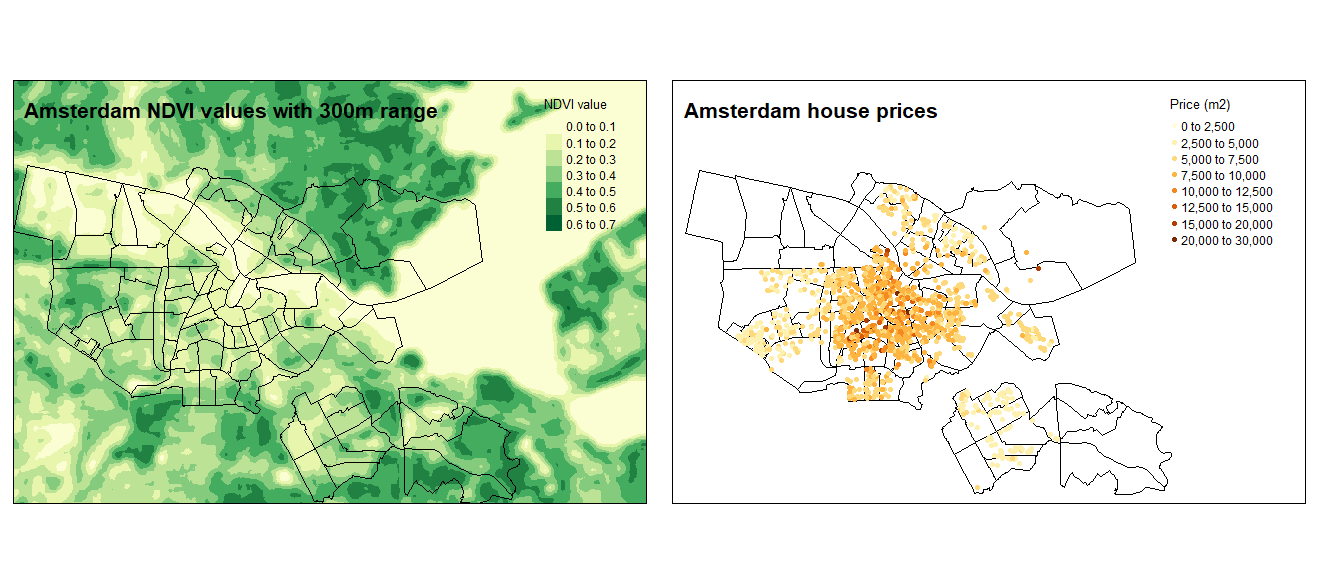 Amsterdam NDVI values with 300m range
NDVI value
0.0 to 0.1
0.1 to 0.2
0.2 to 0.3
0.3 to 0.4
0.4 to 0.5
0.5 to 0.6
0.6 to 0.7
Amsterdam house prices
Price (m2)
0 to 2,500
2,500 to 5,000
5,000 to 7,500
7,500 to 10,000
10,000 to 12,500
12,500 to 15,000
15,000 to 20,000
20,000 to 30,000